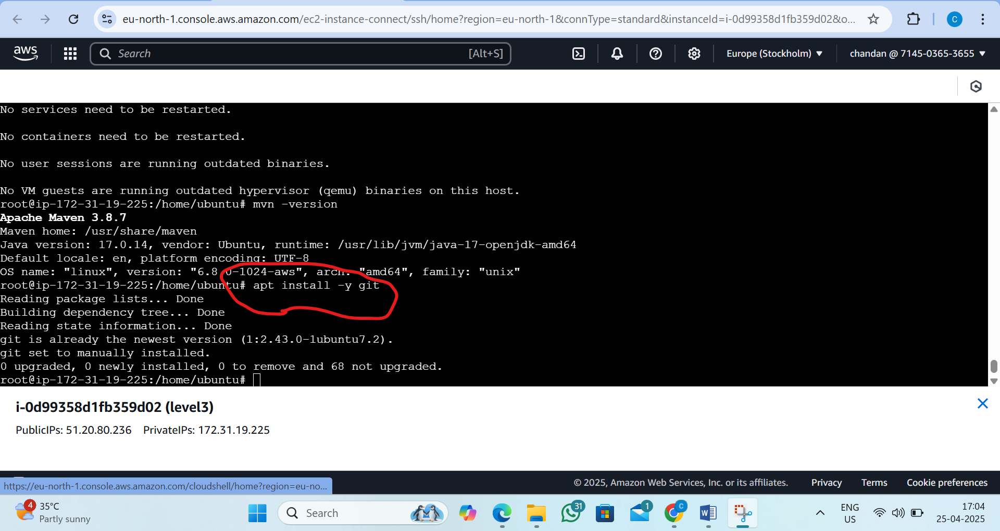 eu-north-1.console.aws.amazon.com/ec2-instance-connect/ssh/home?region=eu-north-1&connType=standard&instanceId=i-0d99358d1fb359d02&o...
C
aws
Search
[Alt+S]
Europe (Stockholm)
chandan @ 7145-0365-3655
No services need to be restarted.
No containers need to be restarted.
No user sessions are running outdated binaries.
No VM guests are running outdated hypervisor (qemu) binaries on this host.
root@ip-172-31-19-225:/home/ubuntu# mvn -version
Apache Maven 3.8.7
Maven home: /usr/share/maven
Java version: 17.0.14, vendor: Ubuntu, runtime: /usr/lib/jvm/java-17-openjdk-amd64
Default locale: en, platform encoding: UTF-8
OS name: "linux", version: "6.8.0-1024-aws", arch: "amd64", family: "unix"
root@ip-172-31-19-225:/home/ubuntu# apt install -y git
Reading package lists... Done
Building dependency tree... Done
Reading state information... Done
git is already the newest version (1:2.43.0-1ubuntu7.2).
git set to manually installed.
0 upgraded, 0 newly installed, 0 to remove and 68 not upgraded.
root@ip-172-31-19-225:/home/ubuntu#
i-0d99358d1fb359d02 (level3)
PublicIPs: 51.20.80.236 PrivateIPs: 172.31.19.225
© 2025, Amazon Web Services, Inc. or its affiliates.
Privacy
Terms
Cookie preferences
https://eu-north-1.console.aws.amazon.com/cloudshell/home?region=eu-no...
4
35°C
Partly sunny
Search
31
1
C
W
ENG
US
17:04
25-04-2025